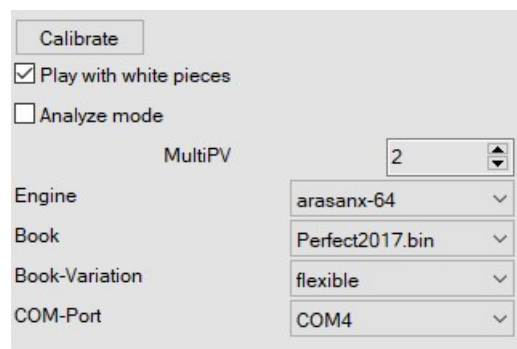 Calibrate
Play with white pieces
Analyze mode
MultiPV 2
Engine arasanx-64
Book Perfect2017.bin
Book-Variation flexible
COM-Port COM4